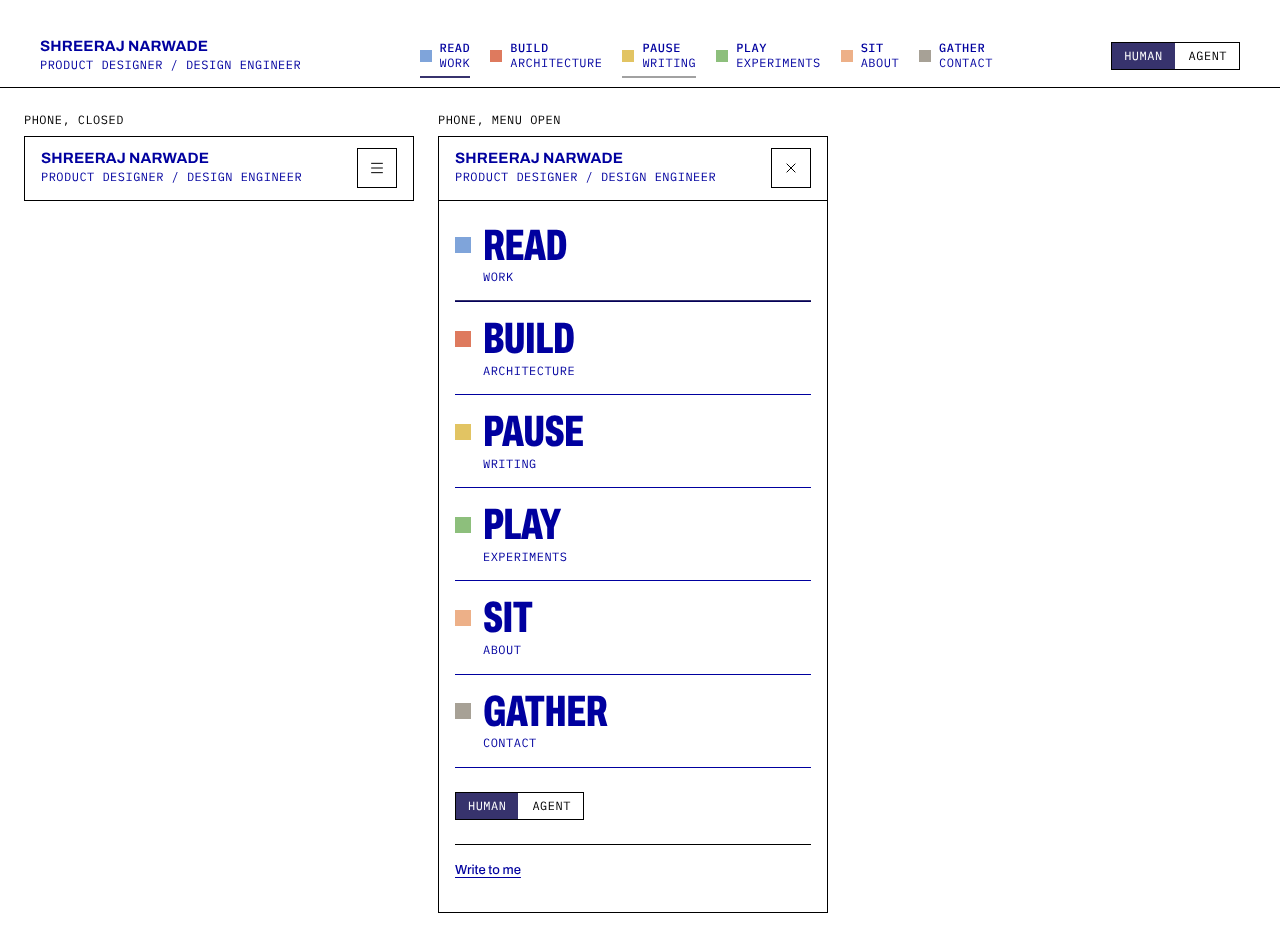 SHREERAJ NARWADE
PRODUCT DESIGNER / DESIGN ENGINEER
READ
WORK
BUILD
ARCHITECTURE
PAUSE
WRITING
PLAY
EXPERIMENTS
SIT
ABOUT
GATHER
CONTACT
HUMAN
AGENT
PHONE, CLOSED
SHREERAJ NARWADE
PRODUCT DESIGNER / DESIGN ENGINEER
PHONE, MENU OPEN
SHREERAJ NARWADE
PRODUCT DESIGNER / DESIGN ENGINEER
READ
WORK
BUILD
ARCHITECTURE
PAUSE
WRITING
PLAY
EXPERIMENTS
SIT
ABOUT
GATHER
CONTACT
HUMAN
AGENT
Write to me